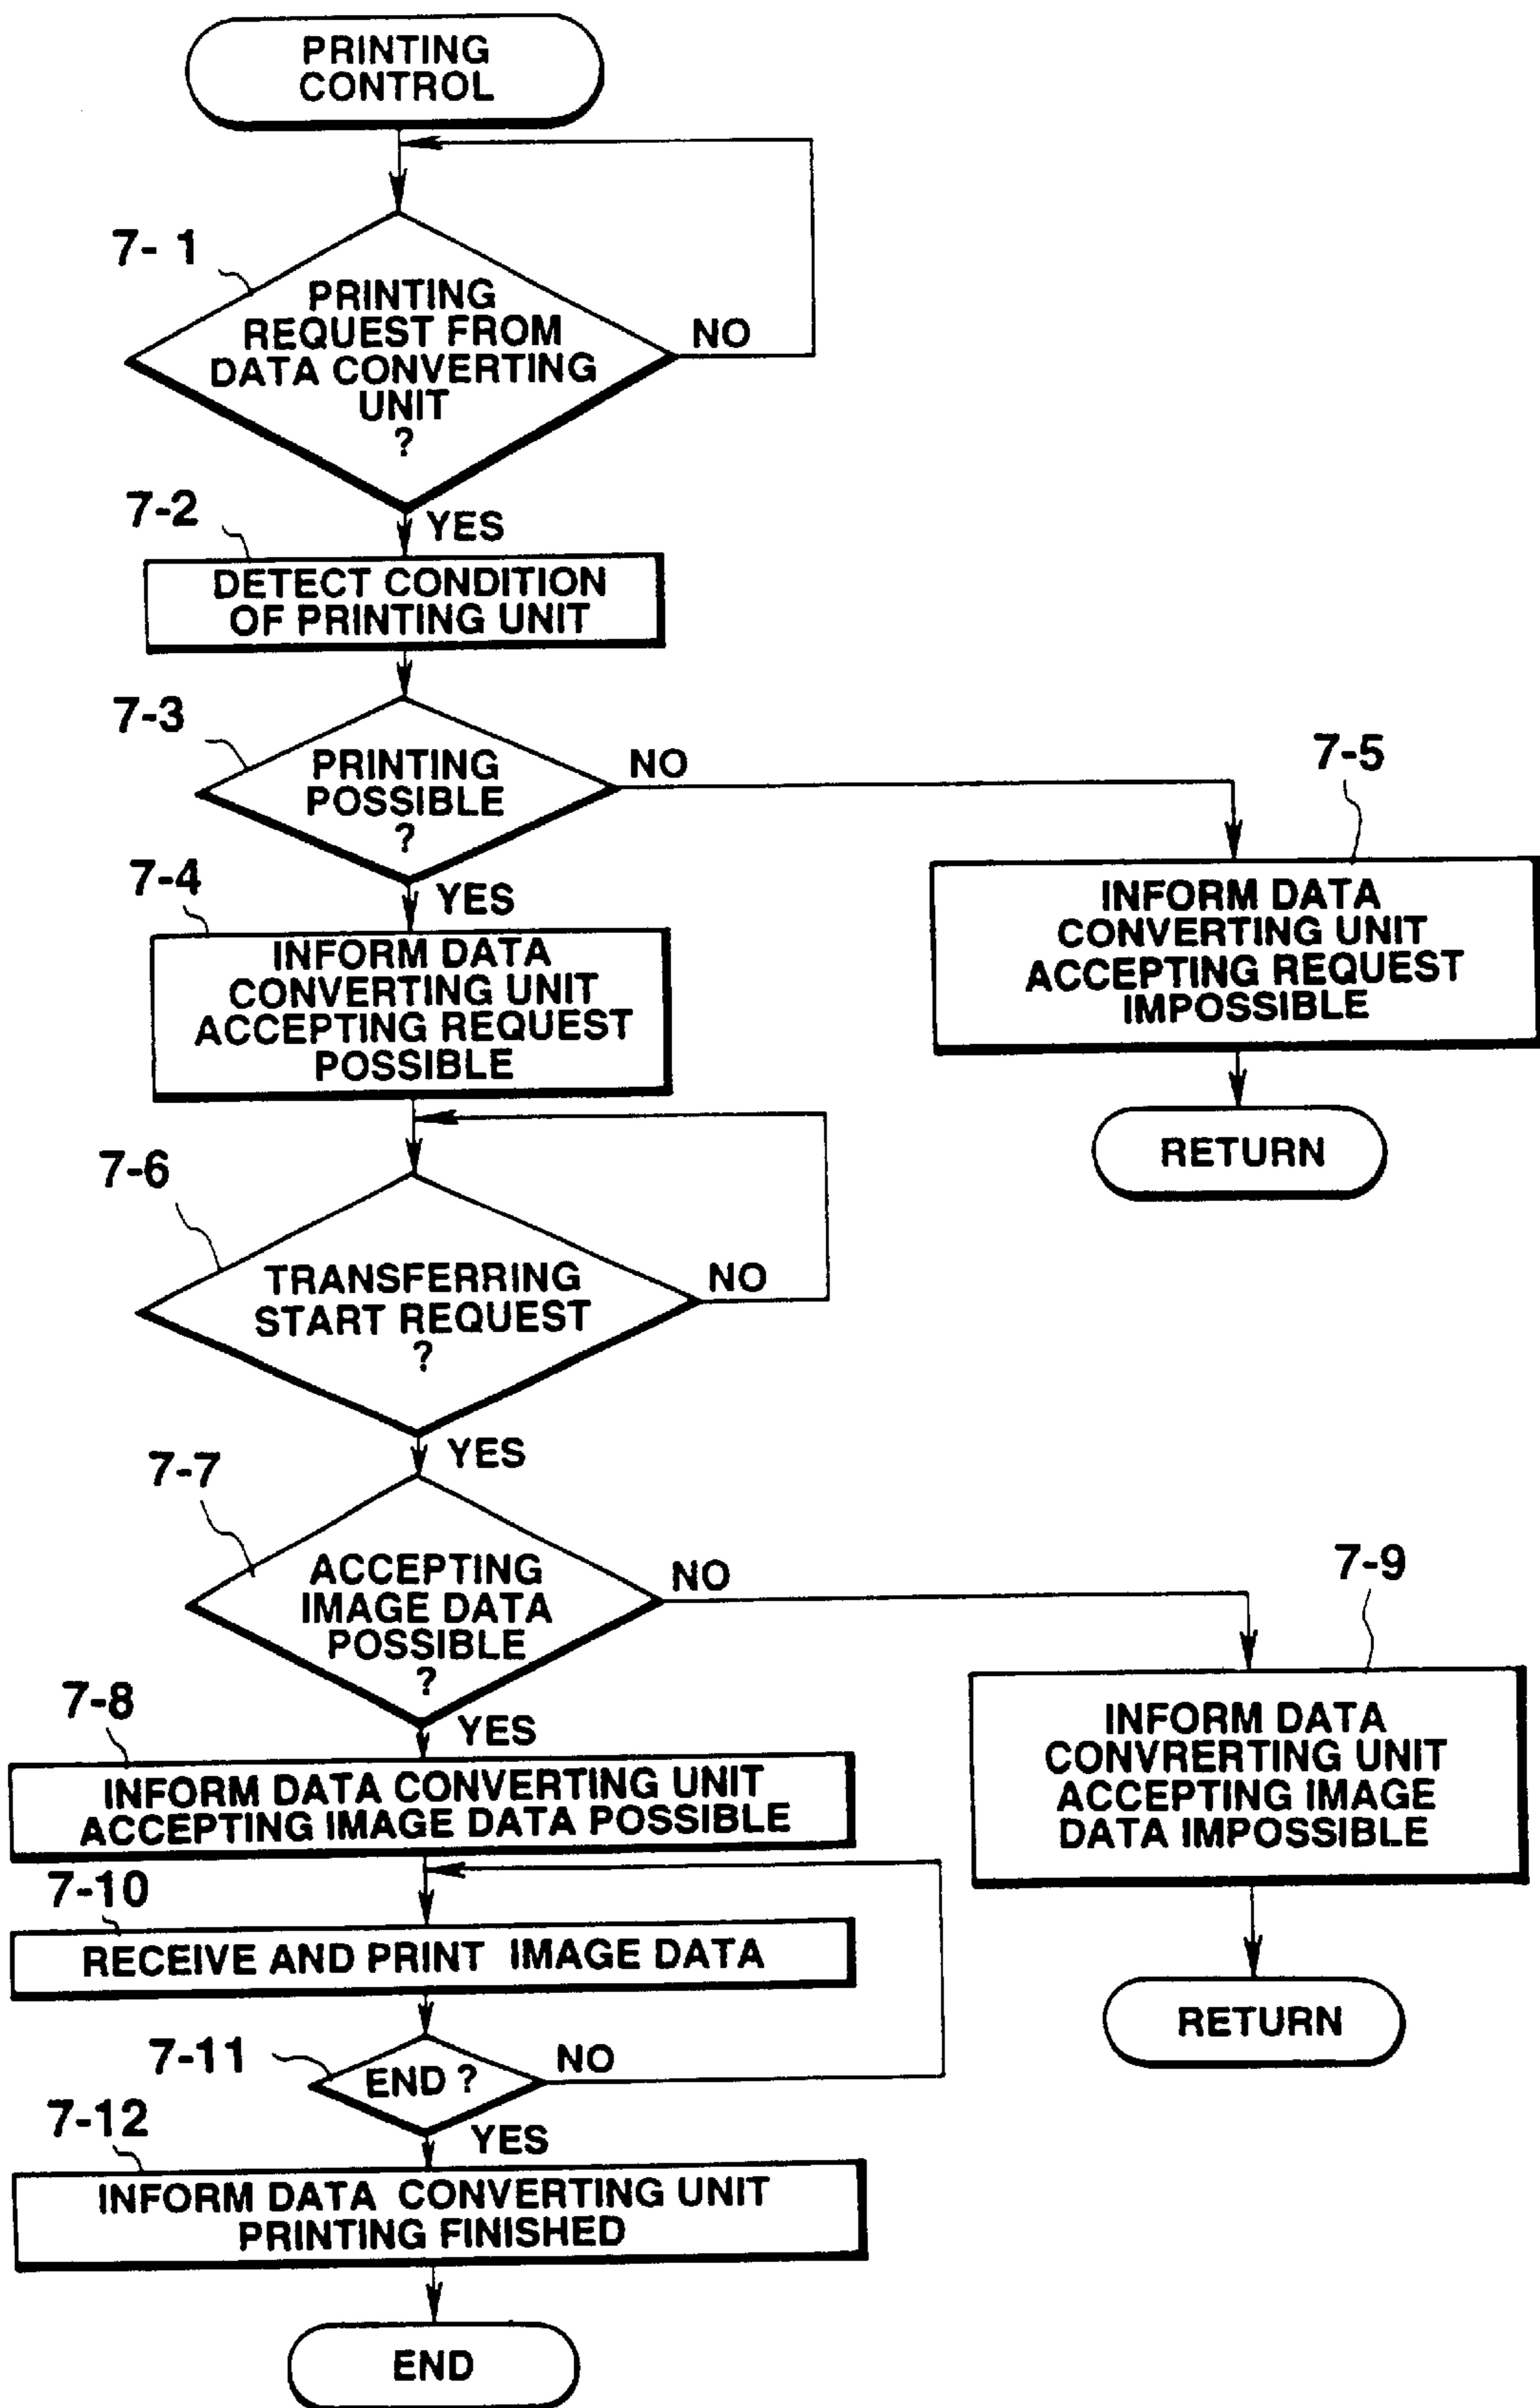 PRINTING
CONTROL
7- 1
PRINTING
REQUEST FROM
DATA CONVERTING
UNIT
?
NO
YES
7-2
DETECT CONDITION
OF PRINTING UNIT
7-3
PRINTING
POSSIBLE
?
NO
YES
7-5
INFORM DATA
CONVERTING UNIT
ACCEPTING REQUEST
IMPOSSIBLE
RETURN
7-4
INFORM DATA
CONVERTING UNIT
ACCEPTING REQUEST
POSSIBLE
7-6
TRANSFERRING
START REQUEST
?
NO
YES
7-7
ACCEPTING
IMAGE DATA
POSSIBLE
?
NO
YES
7-9
INFORM DATA
CONVRERTING UNIT
ACCEPTING IMAGE
DATA IMPOSSIBLE
RETURN
7-8
INFORM DATA CONVERTING UNIT
ACCEPTING IMAGE DATA POSSIBLE
7-10
RECEIVE AND PRINT IMAGE DATA
7-11
END ?
NO
YES
7-12
INFORM DATA CONVERTING UNIT
PRINTING FINISHED
END